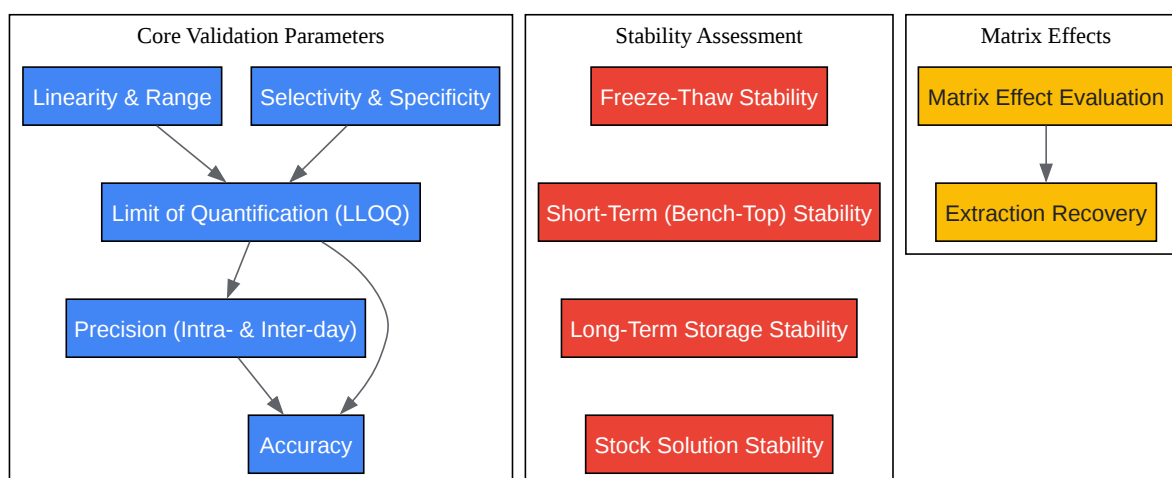 Core Validation Parameters
Linearity & Range
Selectivity & Specificity
Limit of Quantification (LLOQ)
Precision (Intra- & Inter-day)
Accuracy
Stability Assessment
Freeze-Thaw Stability
Short-Term (Bench-Top) Stability
Long-Term Storage Stability
Stock Solution Stability
Matrix Effects
Matrix Effect Evaluation
Extraction Recovery